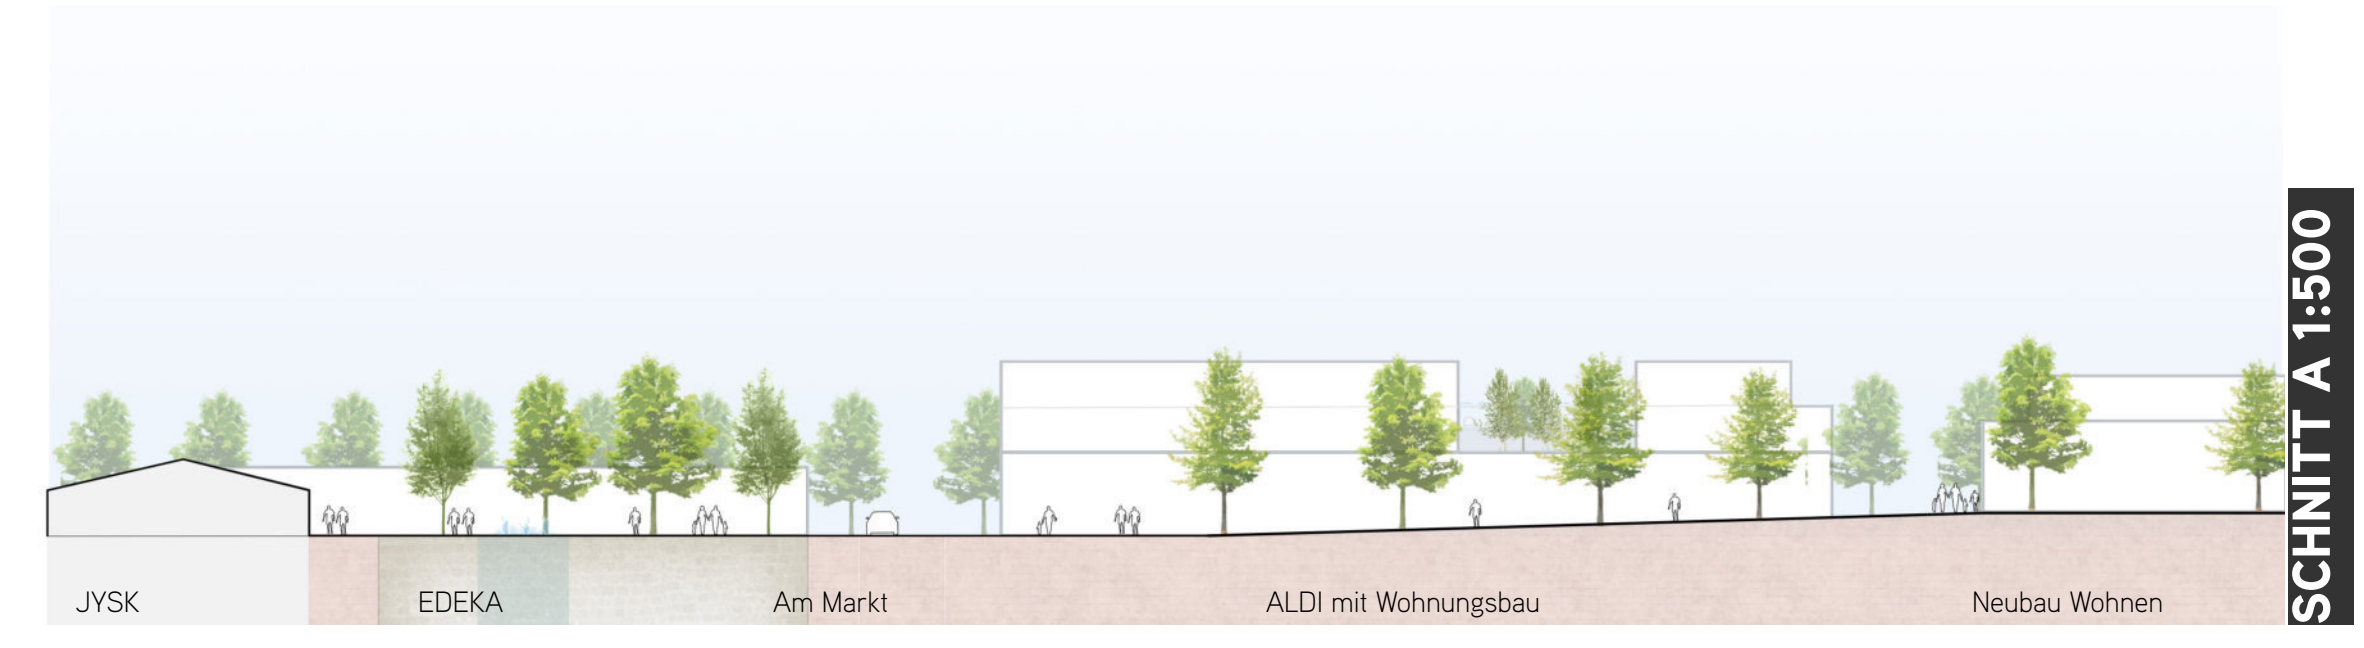 JYSK
EDEKA
Am Markt
ALDI mit Wohnungsbau
Neubau Wohnen
SCHNITT A 1:500